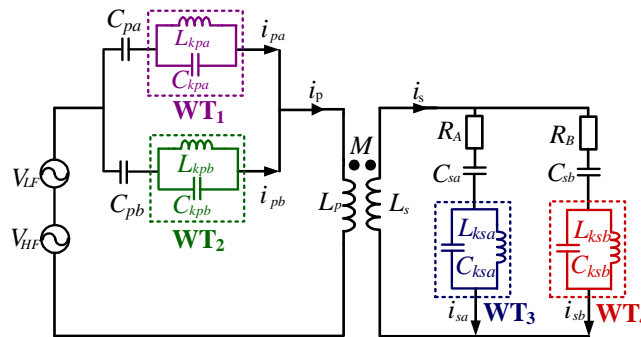 C_pa
L_kpa
C_kpa
WT_1
i_pa
L_kpb
C_kpb
WT_2
i_pb
C_pb
V_LF
V_HF
i_p
M
L_p
L_s
i_s
R_A
C_sa
L_ksa
C_ksa
i_sa
WT_3
R_B
C_sb
L_ksb
C_ksb
i_sb
WT